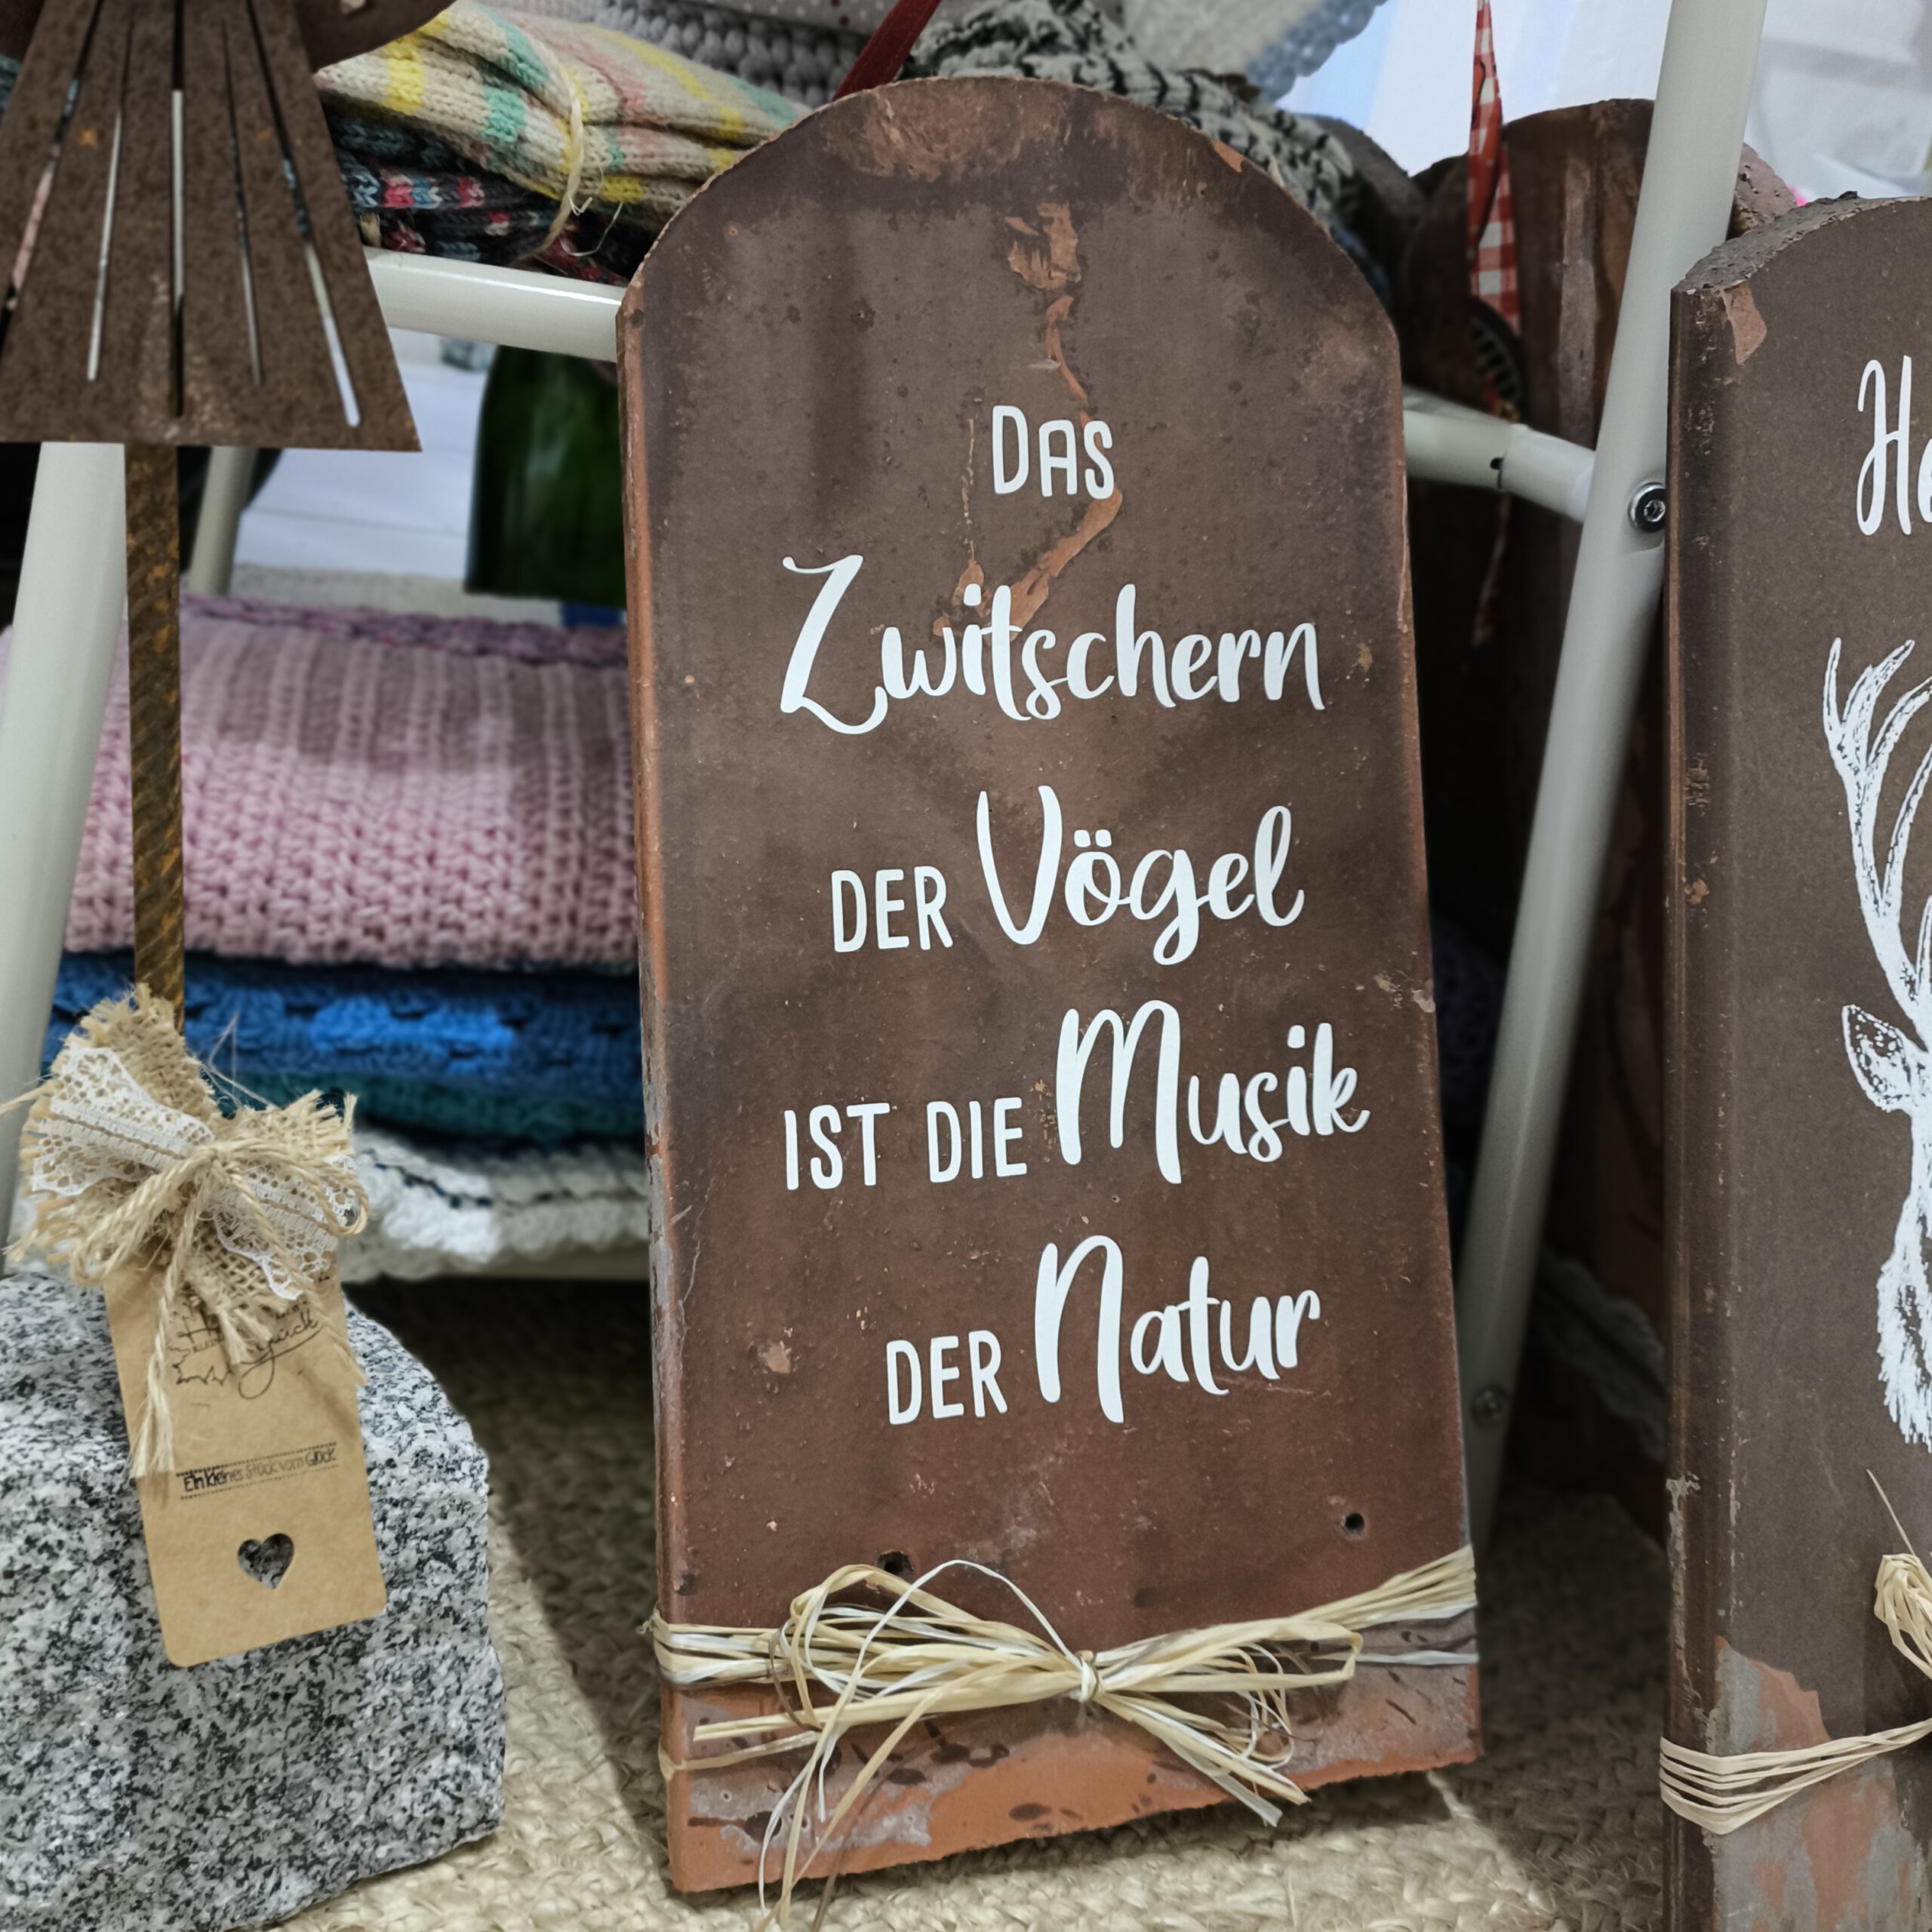 DAS
Zwitschern
DER Vögel
IST DIE Musik
DER Natur
Ein kleines Stück vom Glück